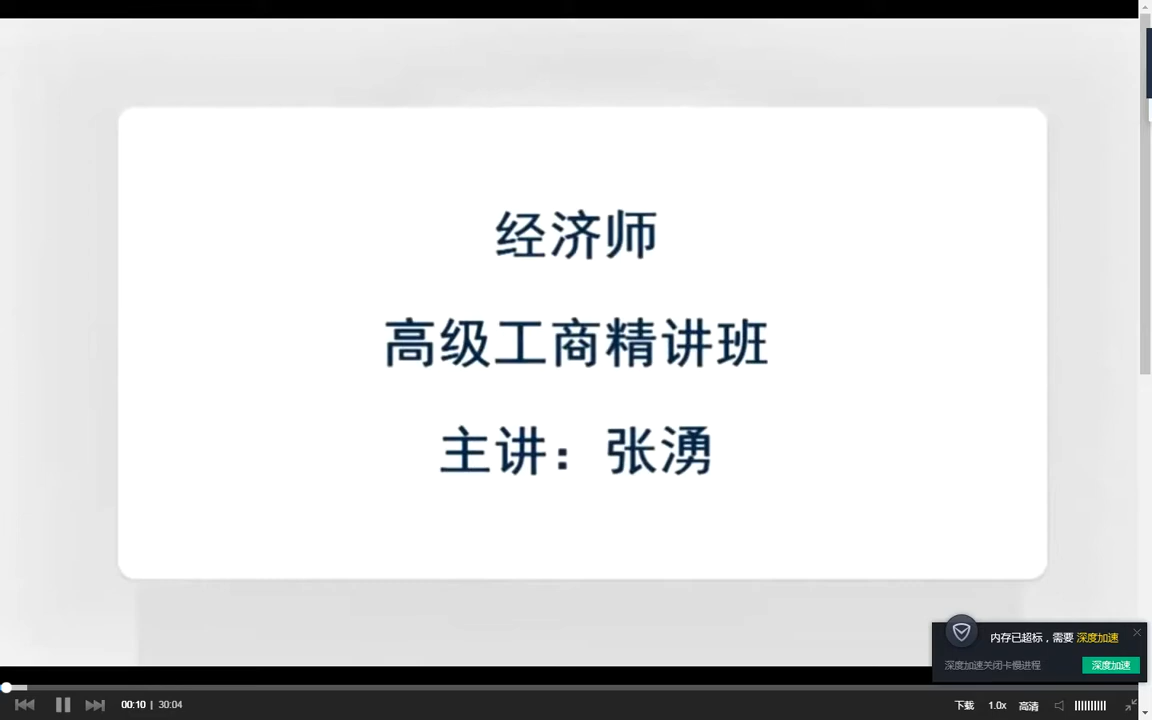 经济师
高级工商精讲班
主讲：张湧
内存已超标，需要 深度加速
深度加速关闭卡慢进程 深度加速
00:10 | 30:04 下载 1.0x 高清